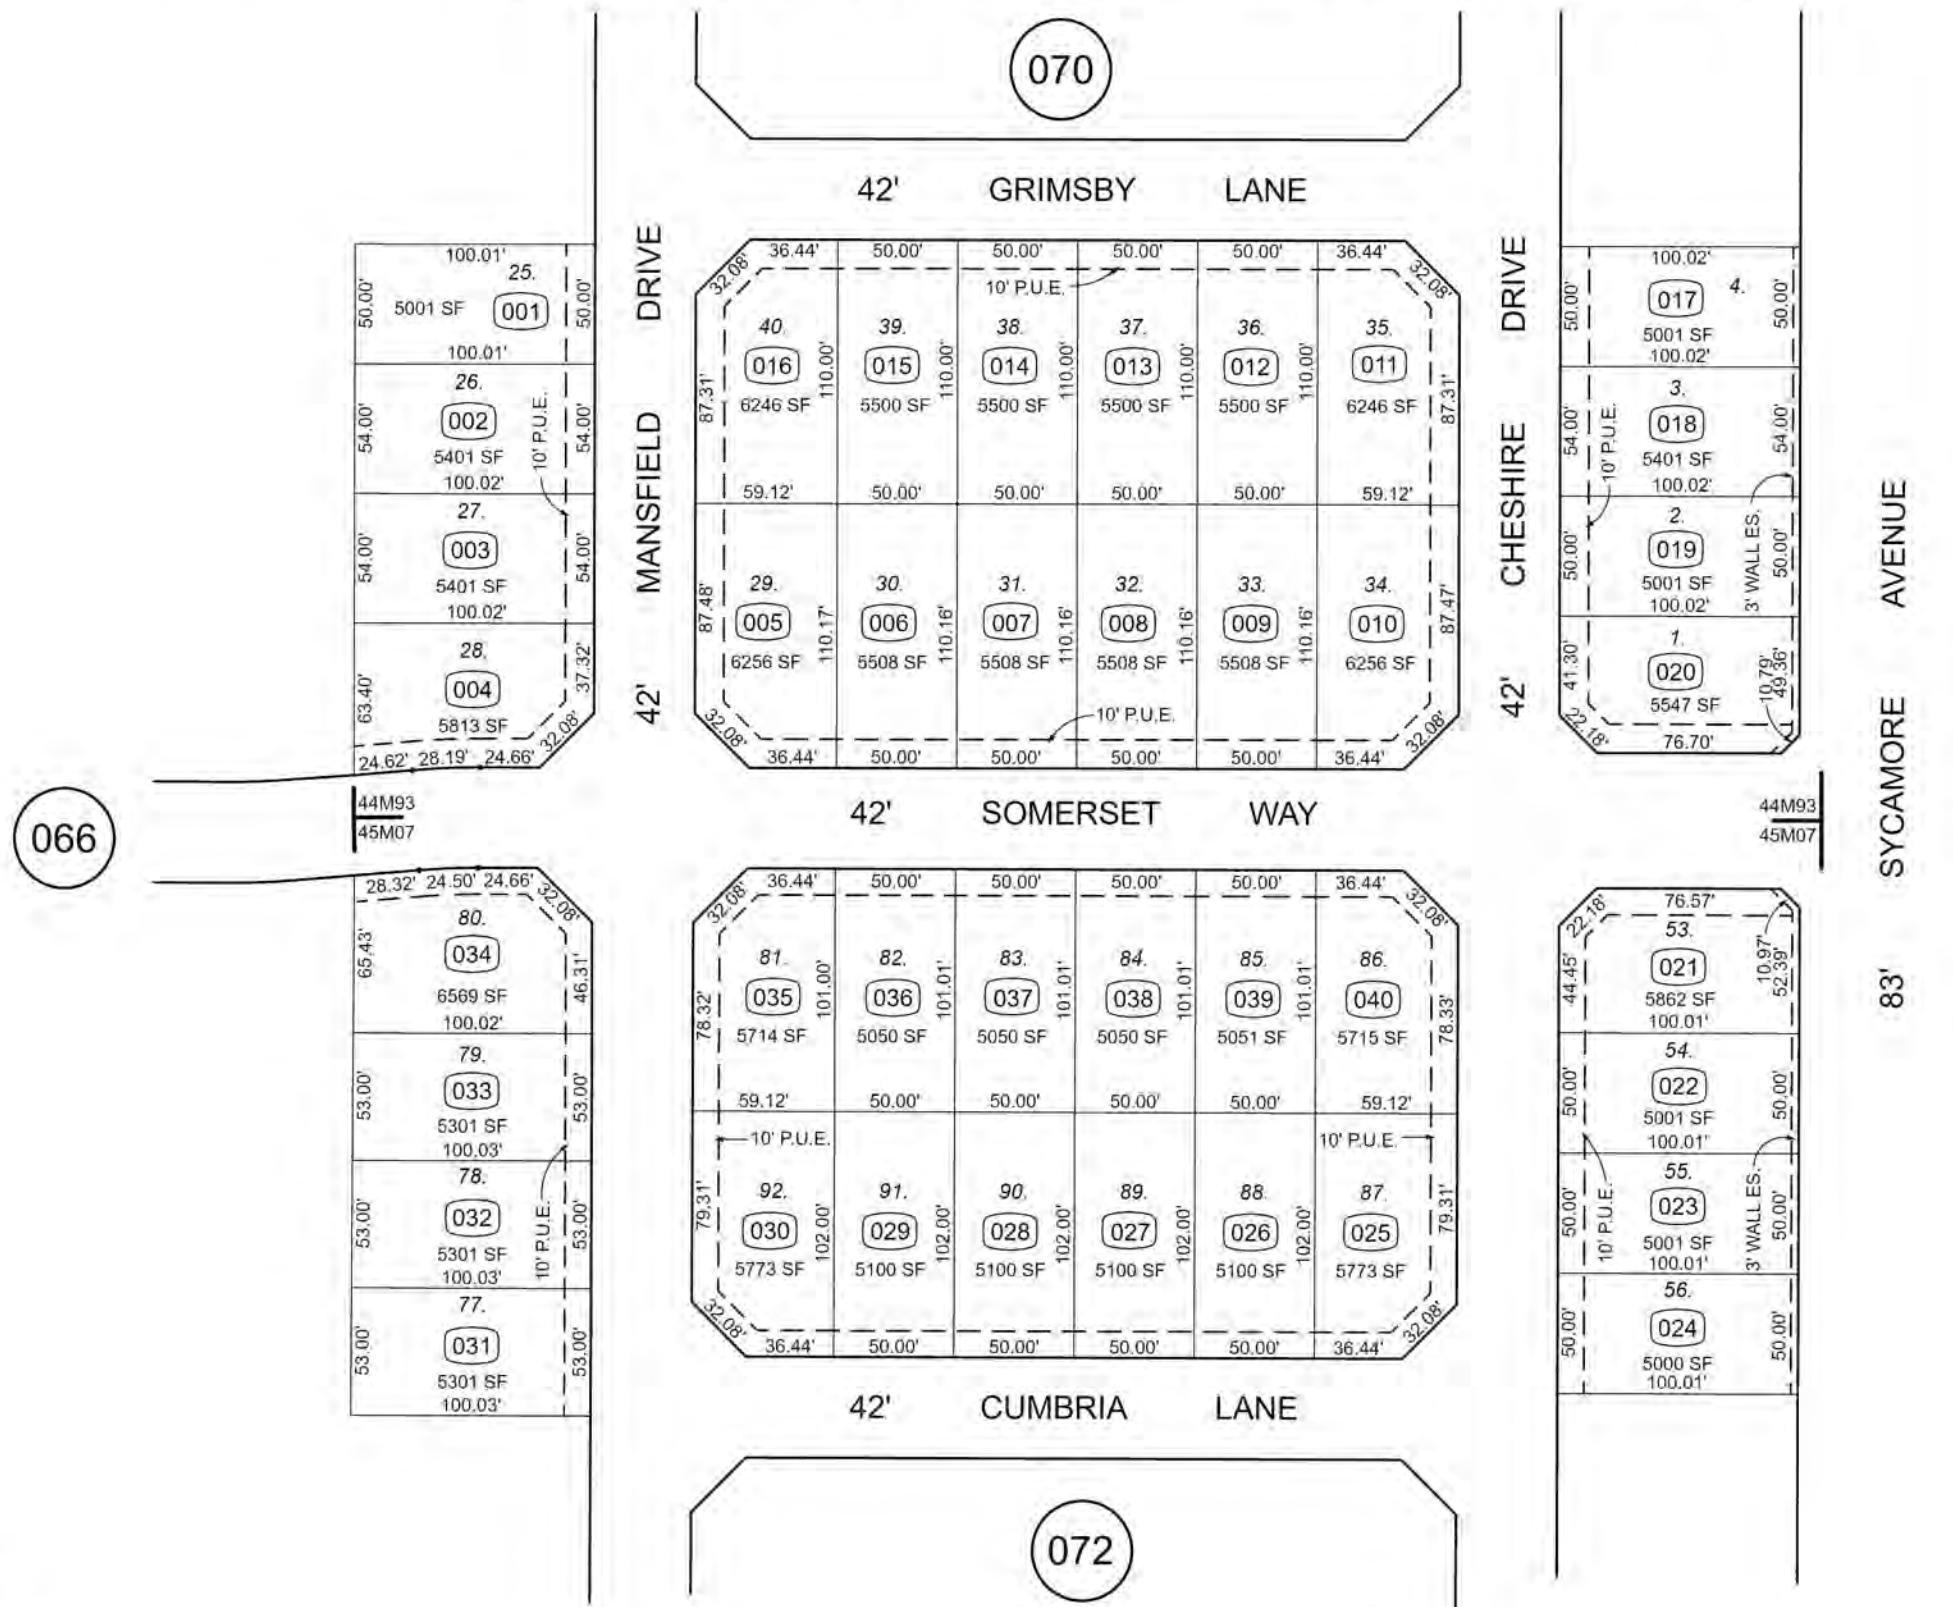 070
42' GRIMSBY LANE
100.01'
25.
50.00'
5001 SF
001
50.00'
100.01'
26.
54.00'
002
54.00'
5401 SF
100.02'
10' P.U.E.
27.
54.00'
003
54.00'
5401 SF
100.02'
28.
63.40'
004
37.32'
5813 SF
32.08'
24.62' 28.19' 24.66'
42' MANSFIELD DRIVE
32.08'
36.44' 50.00' 50.00' 50.00' 50.00' 36.44'
32.08'
10' P.U.E.
40. 39. 38. 37. 36. 35.
016 015 014 013 012 011
87.31' 110.00' 110.00' 110.00' 110.00' 110.00' 87.31'
6246 SF 5500 SF 5500 SF 5500 SF 5500 SF 6246 SF
59.12' 50.00' 50.00' 50.00' 50.00' 59.12'
29. 30. 31. 32. 33. 34.
005 006 007 008 009 010
87.48' 110.17' 110.16' 110.16' 110.16' 110.16' 87.47'
6256 SF 5508 SF 5508 SF 5508 SF 5508 SF 6256 SF
10' P.U.E.
32.08'
36.44' 50.00' 50.00' 50.00' 50.00' 36.44'
32.08'
42' CHESHIRE DRIVE
100.02'
4.
50.00'
017
50.00'
5001 SF
100.02'
3.
54.00'
018
54.00'
5401 SF
100.02'
10' P.U.E.
2.
50.00'
019
50.00'
5001 SF
100.02'
3' WALL ES.
1.
41.30'
020
10.79'
49.36'
5547 SF
22.18'
76.70'
83' SYCAMORE AVENUE
066
44M93
45M07
42' SOMERSET WAY
44M93
45M07
28.32' 24.50' 24.66'
32.08'
80.
65.43'
034
46.31'
6569 SF
100.02'
79.
53.00'
033
53.00'
5301 SF
100.03'
78.
53.00'
032
53.00'
5301 SF
100.03'
10' P.U.E.
77.
53.00'
031
53.00'
5301 SF
100.03'
32.08'
36.44' 50.00' 50.00' 50.00' 50.00' 36.44'
32.08'
81. 82. 83. 84. 85. 86.
035 036 037 038 039 040
78.32' 101.00' 101.01' 101.01' 101.01' 101.01' 78.33'
5714 SF 5050 SF 5050 SF 5050 SF 5051 SF 5715 SF
59.12' 50.00' 50.00' 50.00' 50.00' 59.12'
10' P.U.E. 10' P.U.E.
92. 91. 90. 89. 88. 87.
030 029 028 027 026 025
79.31' 102.00' 102.00' 102.00' 102.00' 102.00' 79.31'
5773 SF 5100 SF 5100 SF 5100 SF 5100 SF 5773 SF
32.08'
36.44' 50.00' 50.00' 50.00' 50.00' 36.44'
32.08'
22.18'
76.57'
53.
44.45'
021
10.97'
52.39'
5862 SF
100.01'
54.
50.00'
022
50.00'
5001 SF
100.01'
55.
50.00'
10' P.U.E.
023
3' WALL ES.
50.00'
5001 SF
100.01'
56.
50.00'
024
50.00'
5000 SF
100.01'
42' CUMBRIA LANE
072